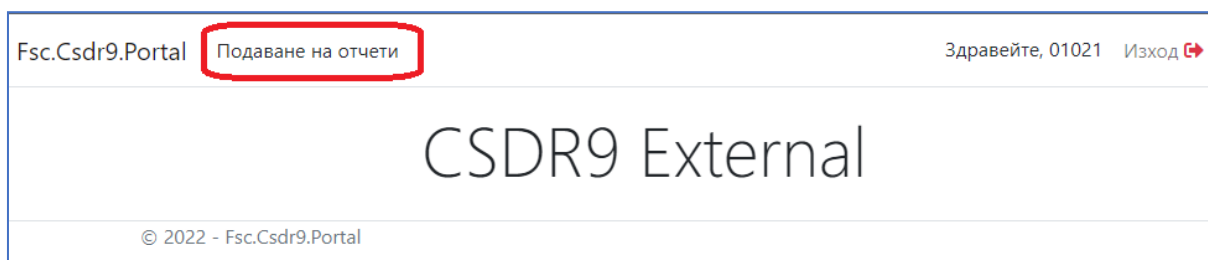 Fsc.Csdr9.Portal Подаване на отчети Здравейте, 01021 Изход
CSDR9 External
© 2022 - Fsc.Csdr9.Portal